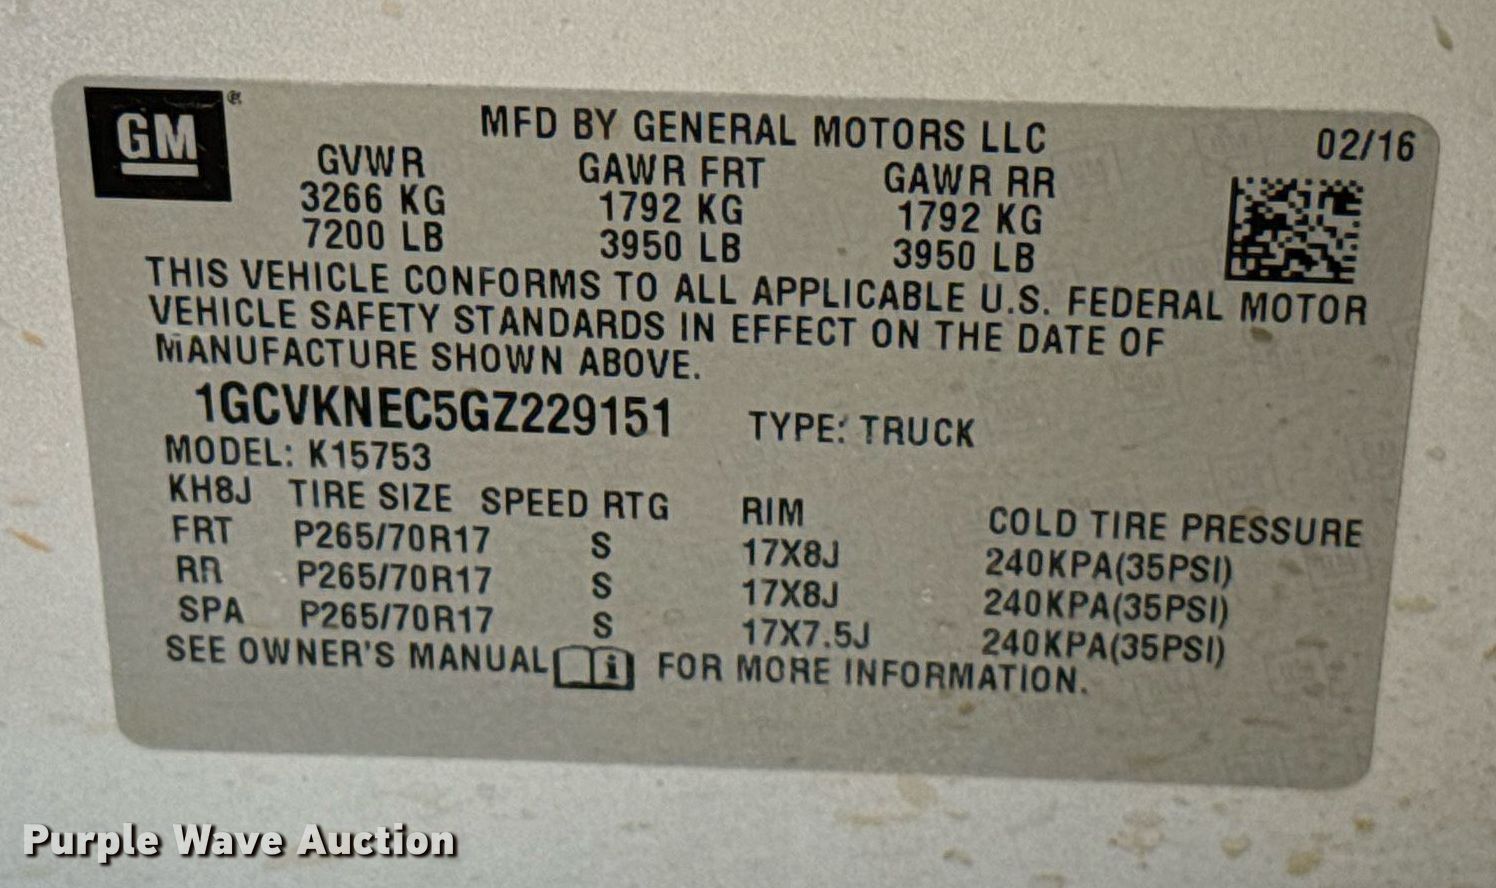 GM®
MFD BY GENERAL MOTORS LLC
02/16
GVWR GAWR FRT GAWR RR
3266 KG 1792 KG 1792 KG
7200 LB 3950 LB 3950 LB
THIS VEHICLE CONFORMS TO ALL APPLICABLE U.S. FEDERAL MOTOR
VEHICLE SAFETY STANDARDS IN EFFECT ON THE DATE OF
MANUFACTURE SHOWN ABOVE.
1GCVKNEC5GZ229151 TYPE: TRUCK
MODEL: K15753
KH8J TIRE SIZE SPEED RTG RIM COLD TIRE PRESSURE
FRT P265/70R17 S 17X8J 240KPA(35PSI)
RR P265/70R17 S 17X8J 240KPA(35PSI)
SPA P265/70R17 S 17X7.5J 240KPA(35PSI)
SEE OWNER'S MANUAL i FOR MORE INFORMATION.
Purple Wave Auction